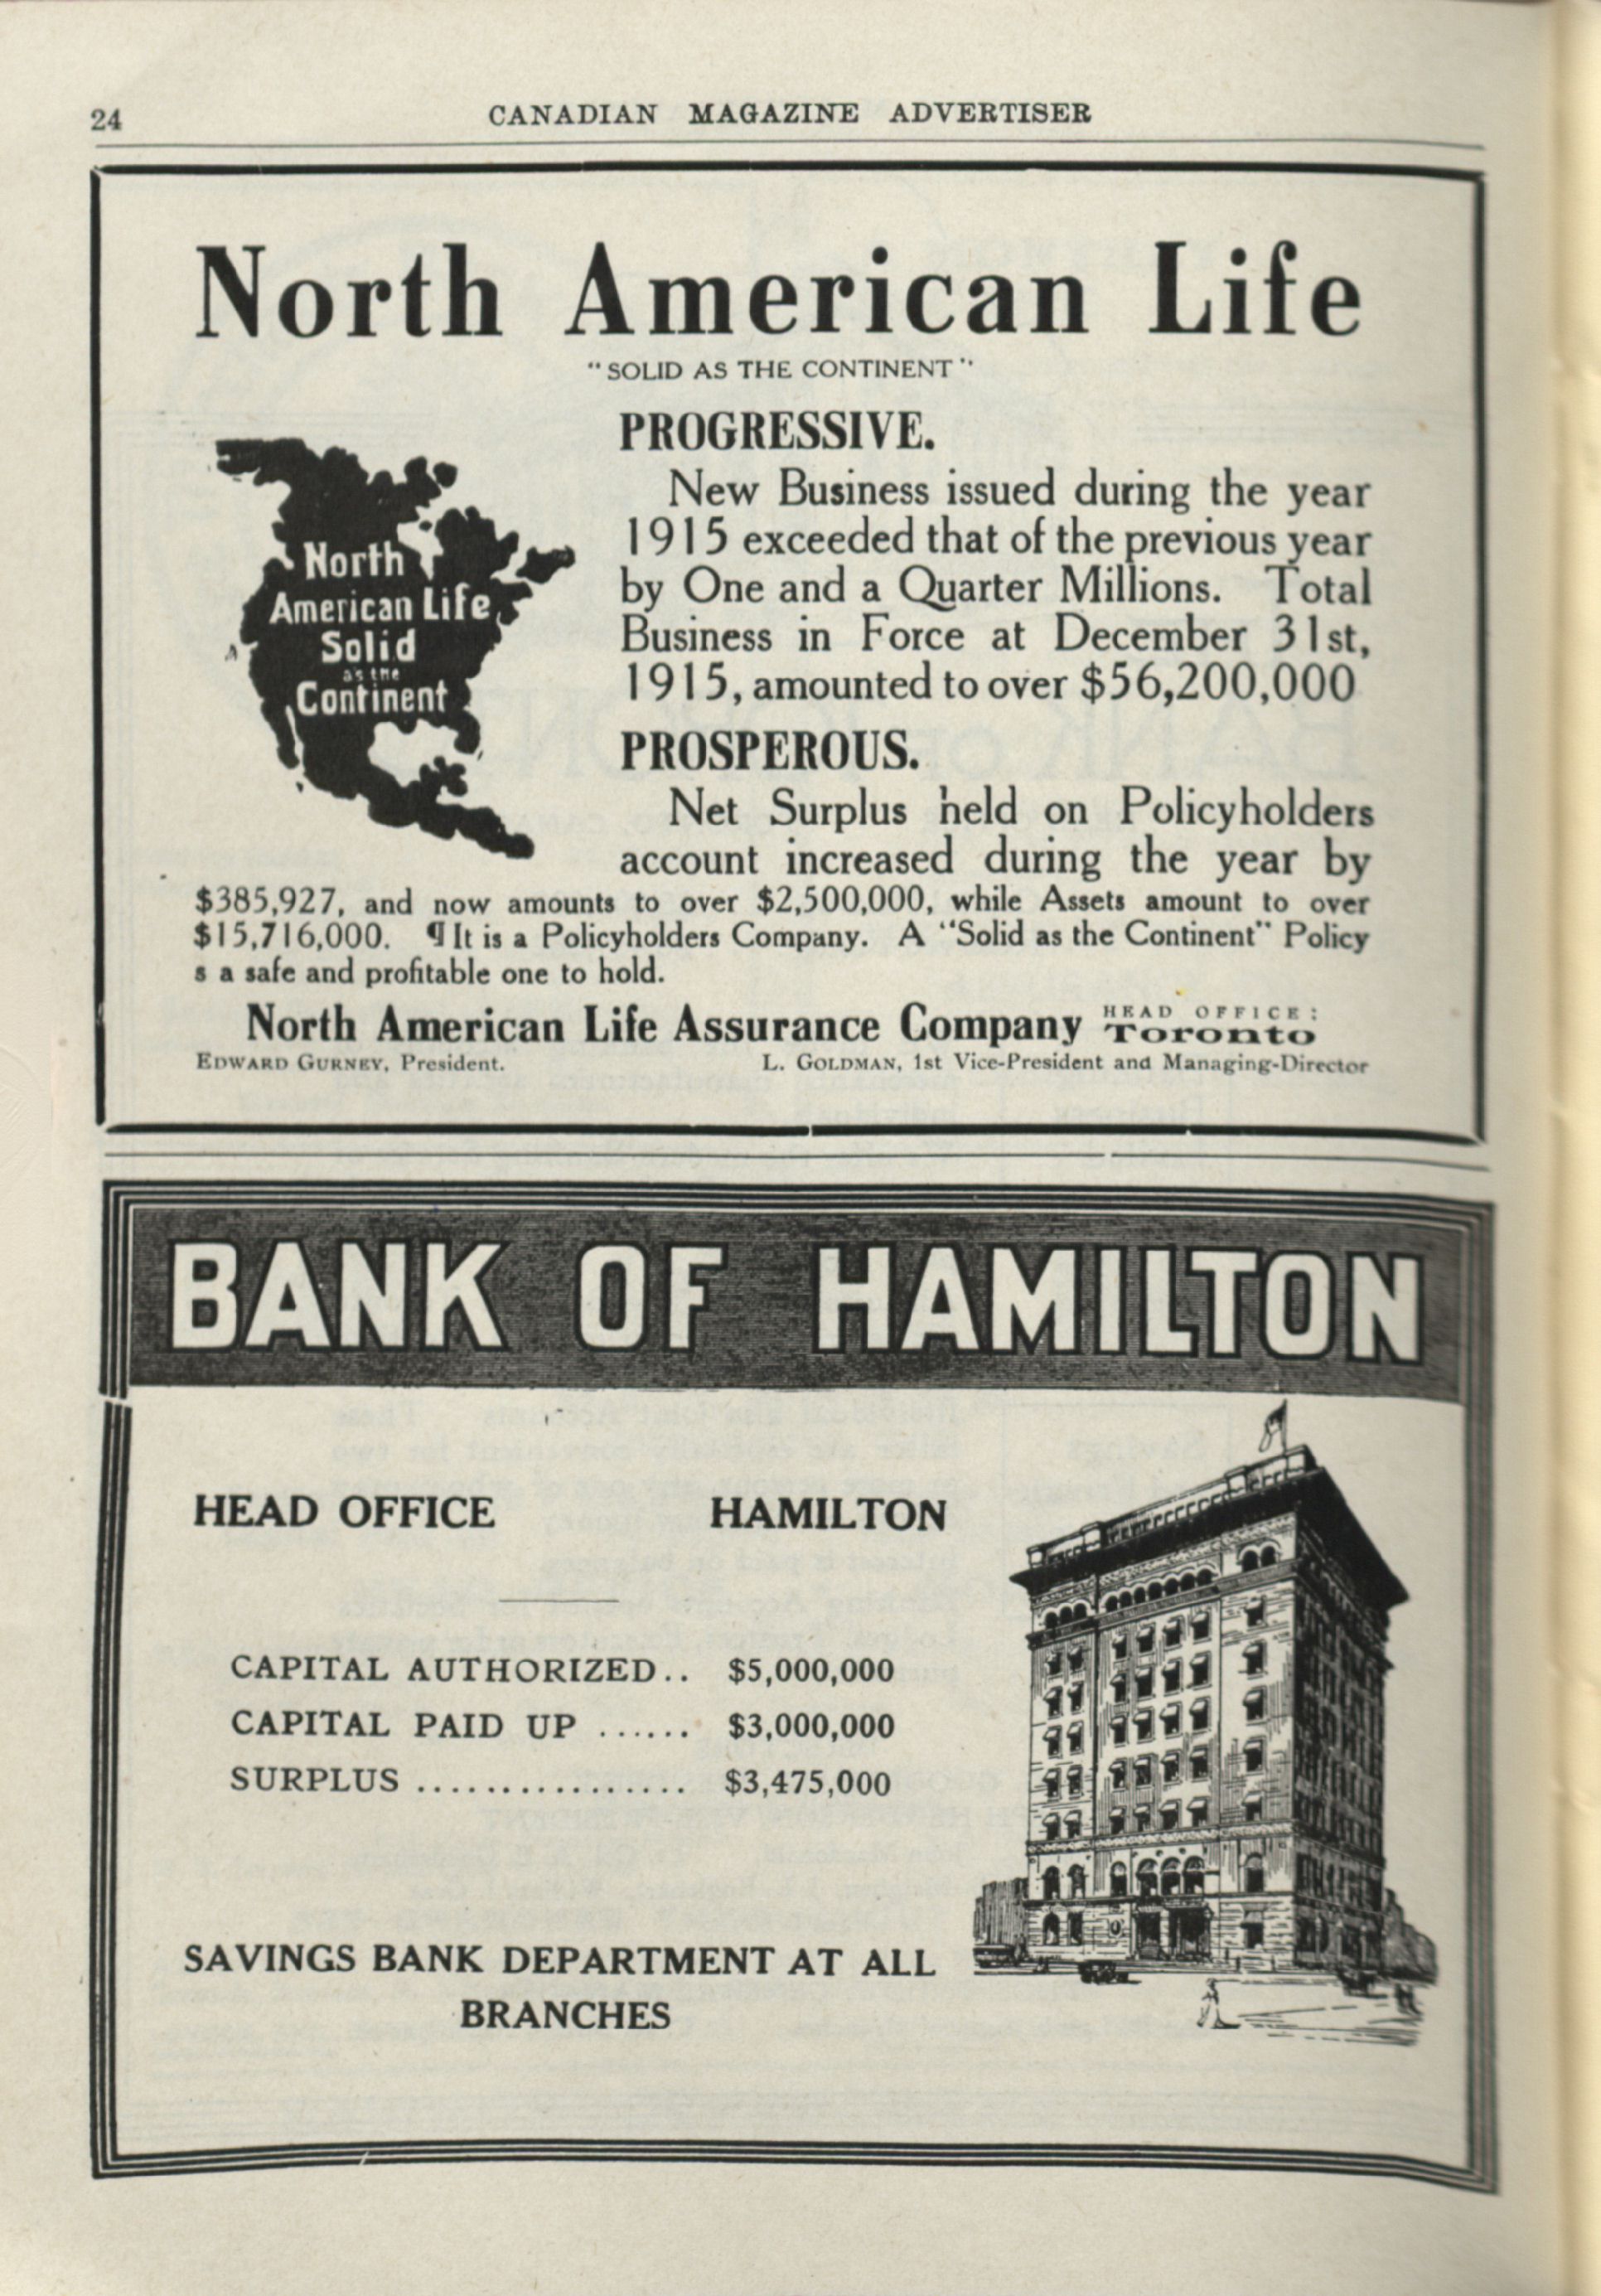 24
CANADIAN MAGAZINE ADVERTISER
North American Life
"SOLID AS THE CONTINENT"
North
American Life
Solid
as the
Continent
PROGRESSIVE.
New Business issued during the year
1915 exceeded that of the previous year
by One and a Quarter Millions. Total
Business in Force at December 31st,
1915, amounted to over $56,200,000
PROSPEROUS.
Net Surplus held on Policyholders
account increased during the year by
$385,927, and now amounts to over $2,500,000, while Assets amount to over
$15,716,000. ¶ It is a Policyholders Company. A "Solid as the Continent" Policy
s a safe and profitable one to hold.
North American Life Assurance Company HEAD OFFICE: Toronto
EDWARD GURNEY, President. L. GOLDMAN, 1st Vice-President and Managing-Director
BANK OF HAMILTON
HEAD OFFICE HAMILTON
CAPITAL AUTHORIZED.. $5,000,000
CAPITAL PAID UP ...... $3,000,000
SURPLUS ................ $3,475,000
SAVINGS BANK DEPARTMENT AT ALL
BRANCHES